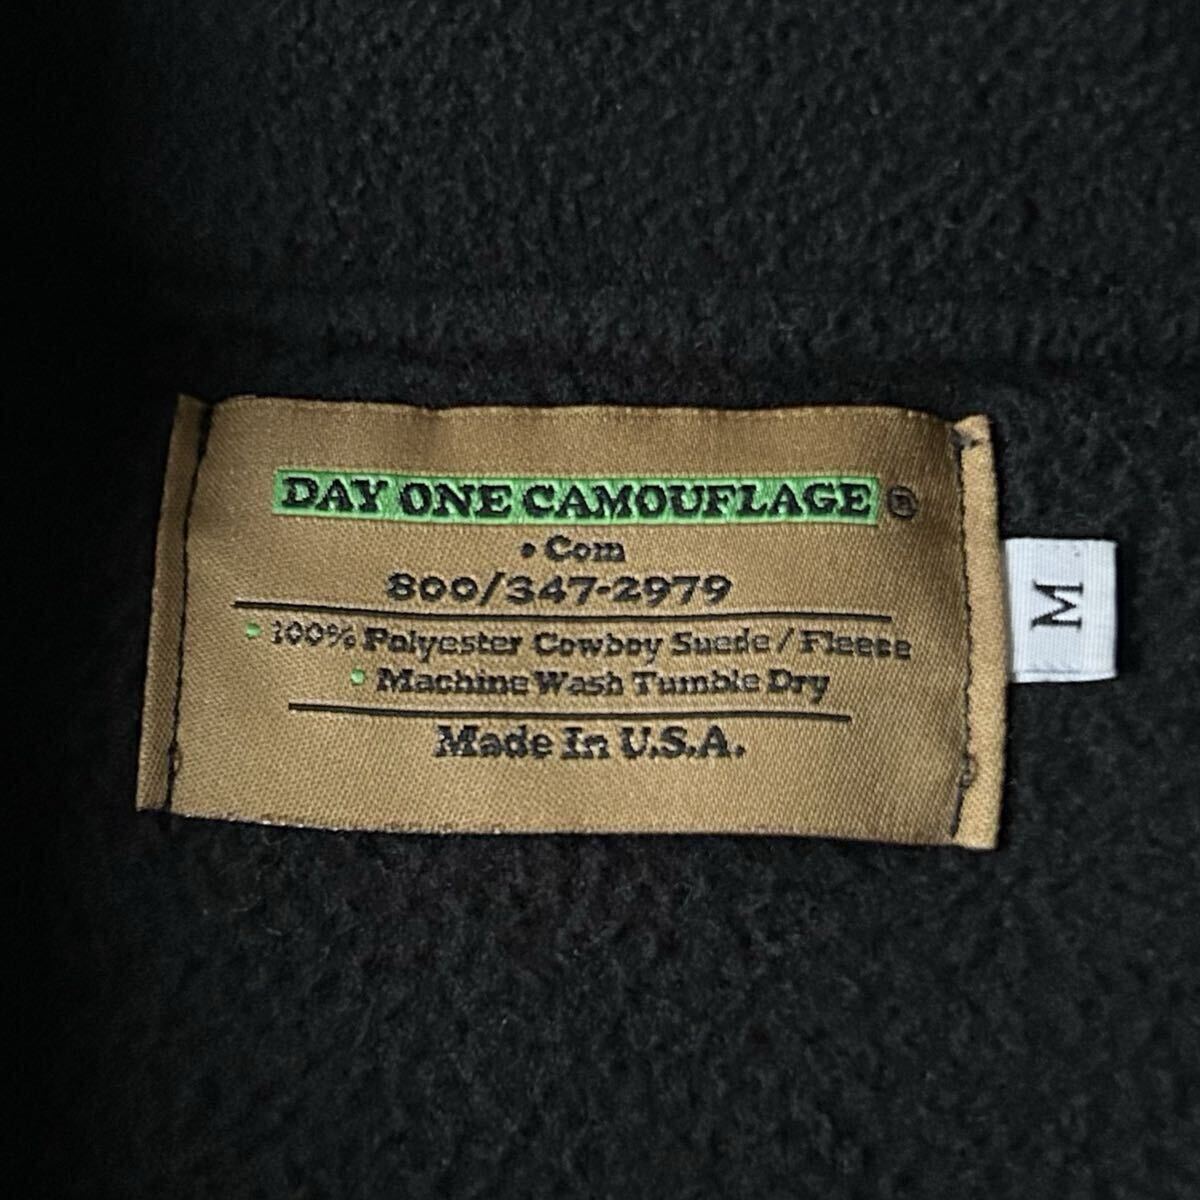 DAY ONE CAMOUFLAGE ®
• Com
800/347-2979
• 100% Polyester Cowboy Suede / Fleece
• Machine Wash Tumble Dry
Made In U.S.A.
M